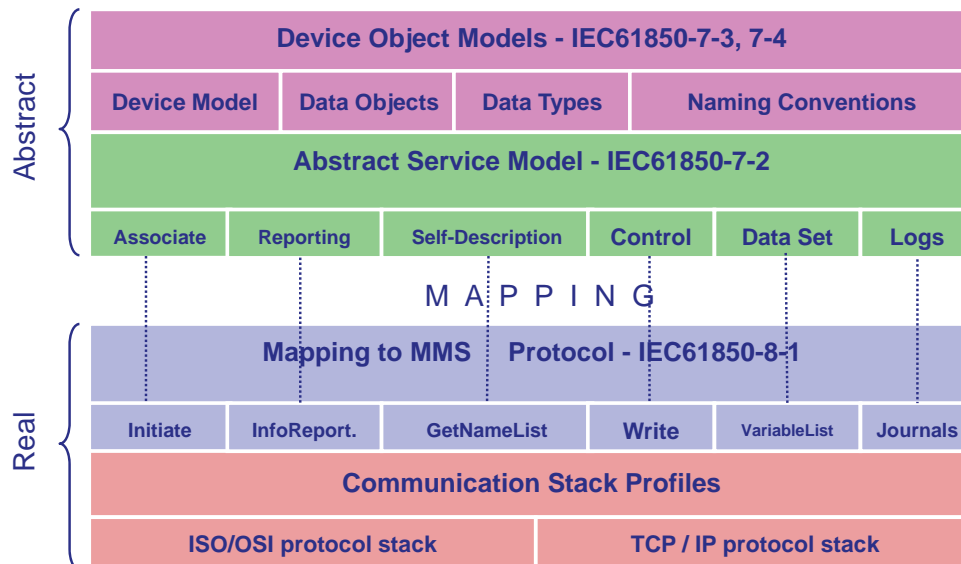 Device Object Models - IEC61850-7-3, 7-4
Device Model
Data Objects
Data Types
Naming Conventions
Abstract
Abstract Service Model - IEC61850-7-2
Associate
Reporting
Self-Description
Control
Data Set
Logs
MAPPING
Mapping to MMS Protocol - IEC61850-8-1
Real
Initiate
InfoReport.
GetNameList
Write
VariableList
Journals
Communication Stack Profiles
ISO/OSI protocol stack
TCP / IP protocol stack